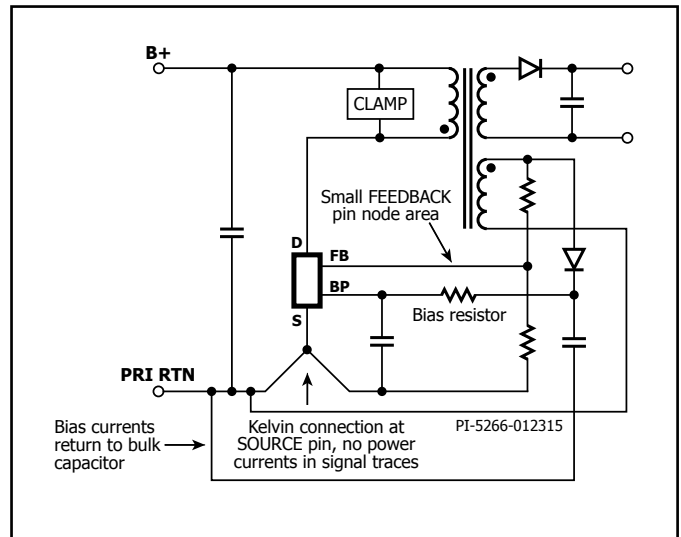 B+
CLAMP
Small FEEDBACK
pin node area
D
FB
BP
S
Bias resistor
PRI RTN
Bias currents
return to bulk
capacitor
Kelvin connection at
SOURCE pin, no power
currents in signal traces
PI-5266-012315